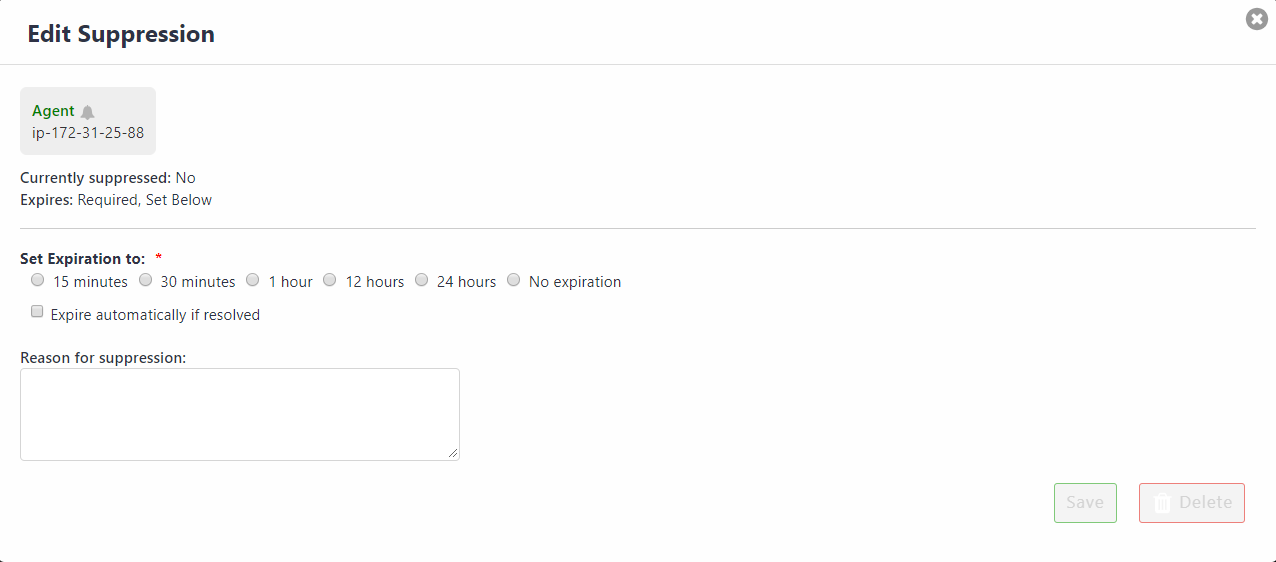 Edit Suppression
Agent
ip-172-31-25-88
Currently suppressed: No
Expires: Required, Set Below
Set Expiration to: *
15 minutes 30 minutes 1 hour 12 hours 24 hours No expiration
Expire automatically if resolved
Reason for suppression:
Save Delete